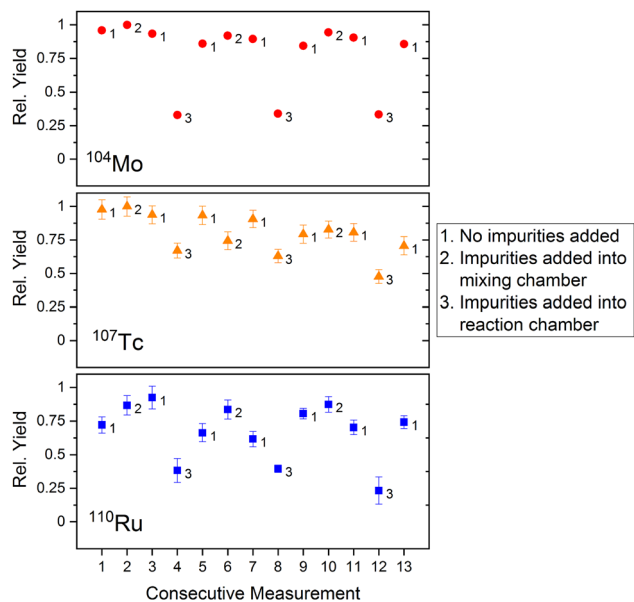 1
0.75
0.5
0.25
0
Rel. Yield
1 2 1 3 1 2 1 3 1 2 1 3 1
104Mo
1
0.75
0.5
0.25
0
Rel. Yield
1 2 1 3 1 2 1 3 1 2 1 3 1
107Tc
1
0.75
0.5
0.25
0
Rel. Yield
1 2 1 3 1 2 1 3 1 2 1 3 1
110Ru
1 2 3 4 5 6 7 8 9 10 11 12 13
Consecutive Measurement
1. No impurities added
2. Impurities added into
mixing chamber
3. Impurities added into
reaction chamber